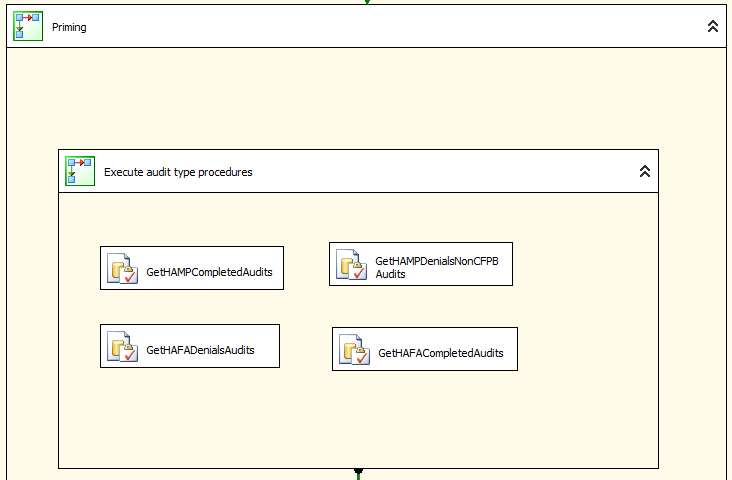 Priming
Execute audit type procedures
GetHAMPCompletedAudits
GetHAMPDenialsNonCFPB
Audits
GetHAFADenialsAudits
GetHAFACompletedAudits